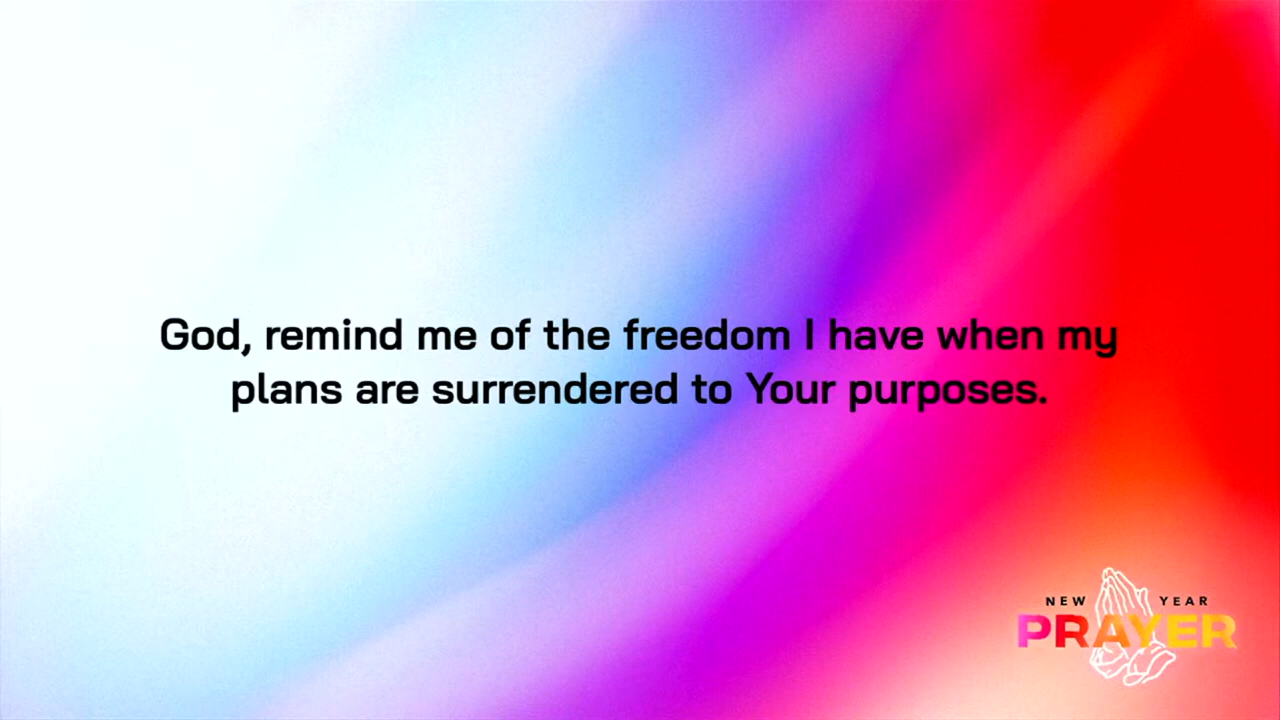 God, remind me of the freedom I have when my
plans are surrendered to Your purposes.
NEW YEAR
PRAYER